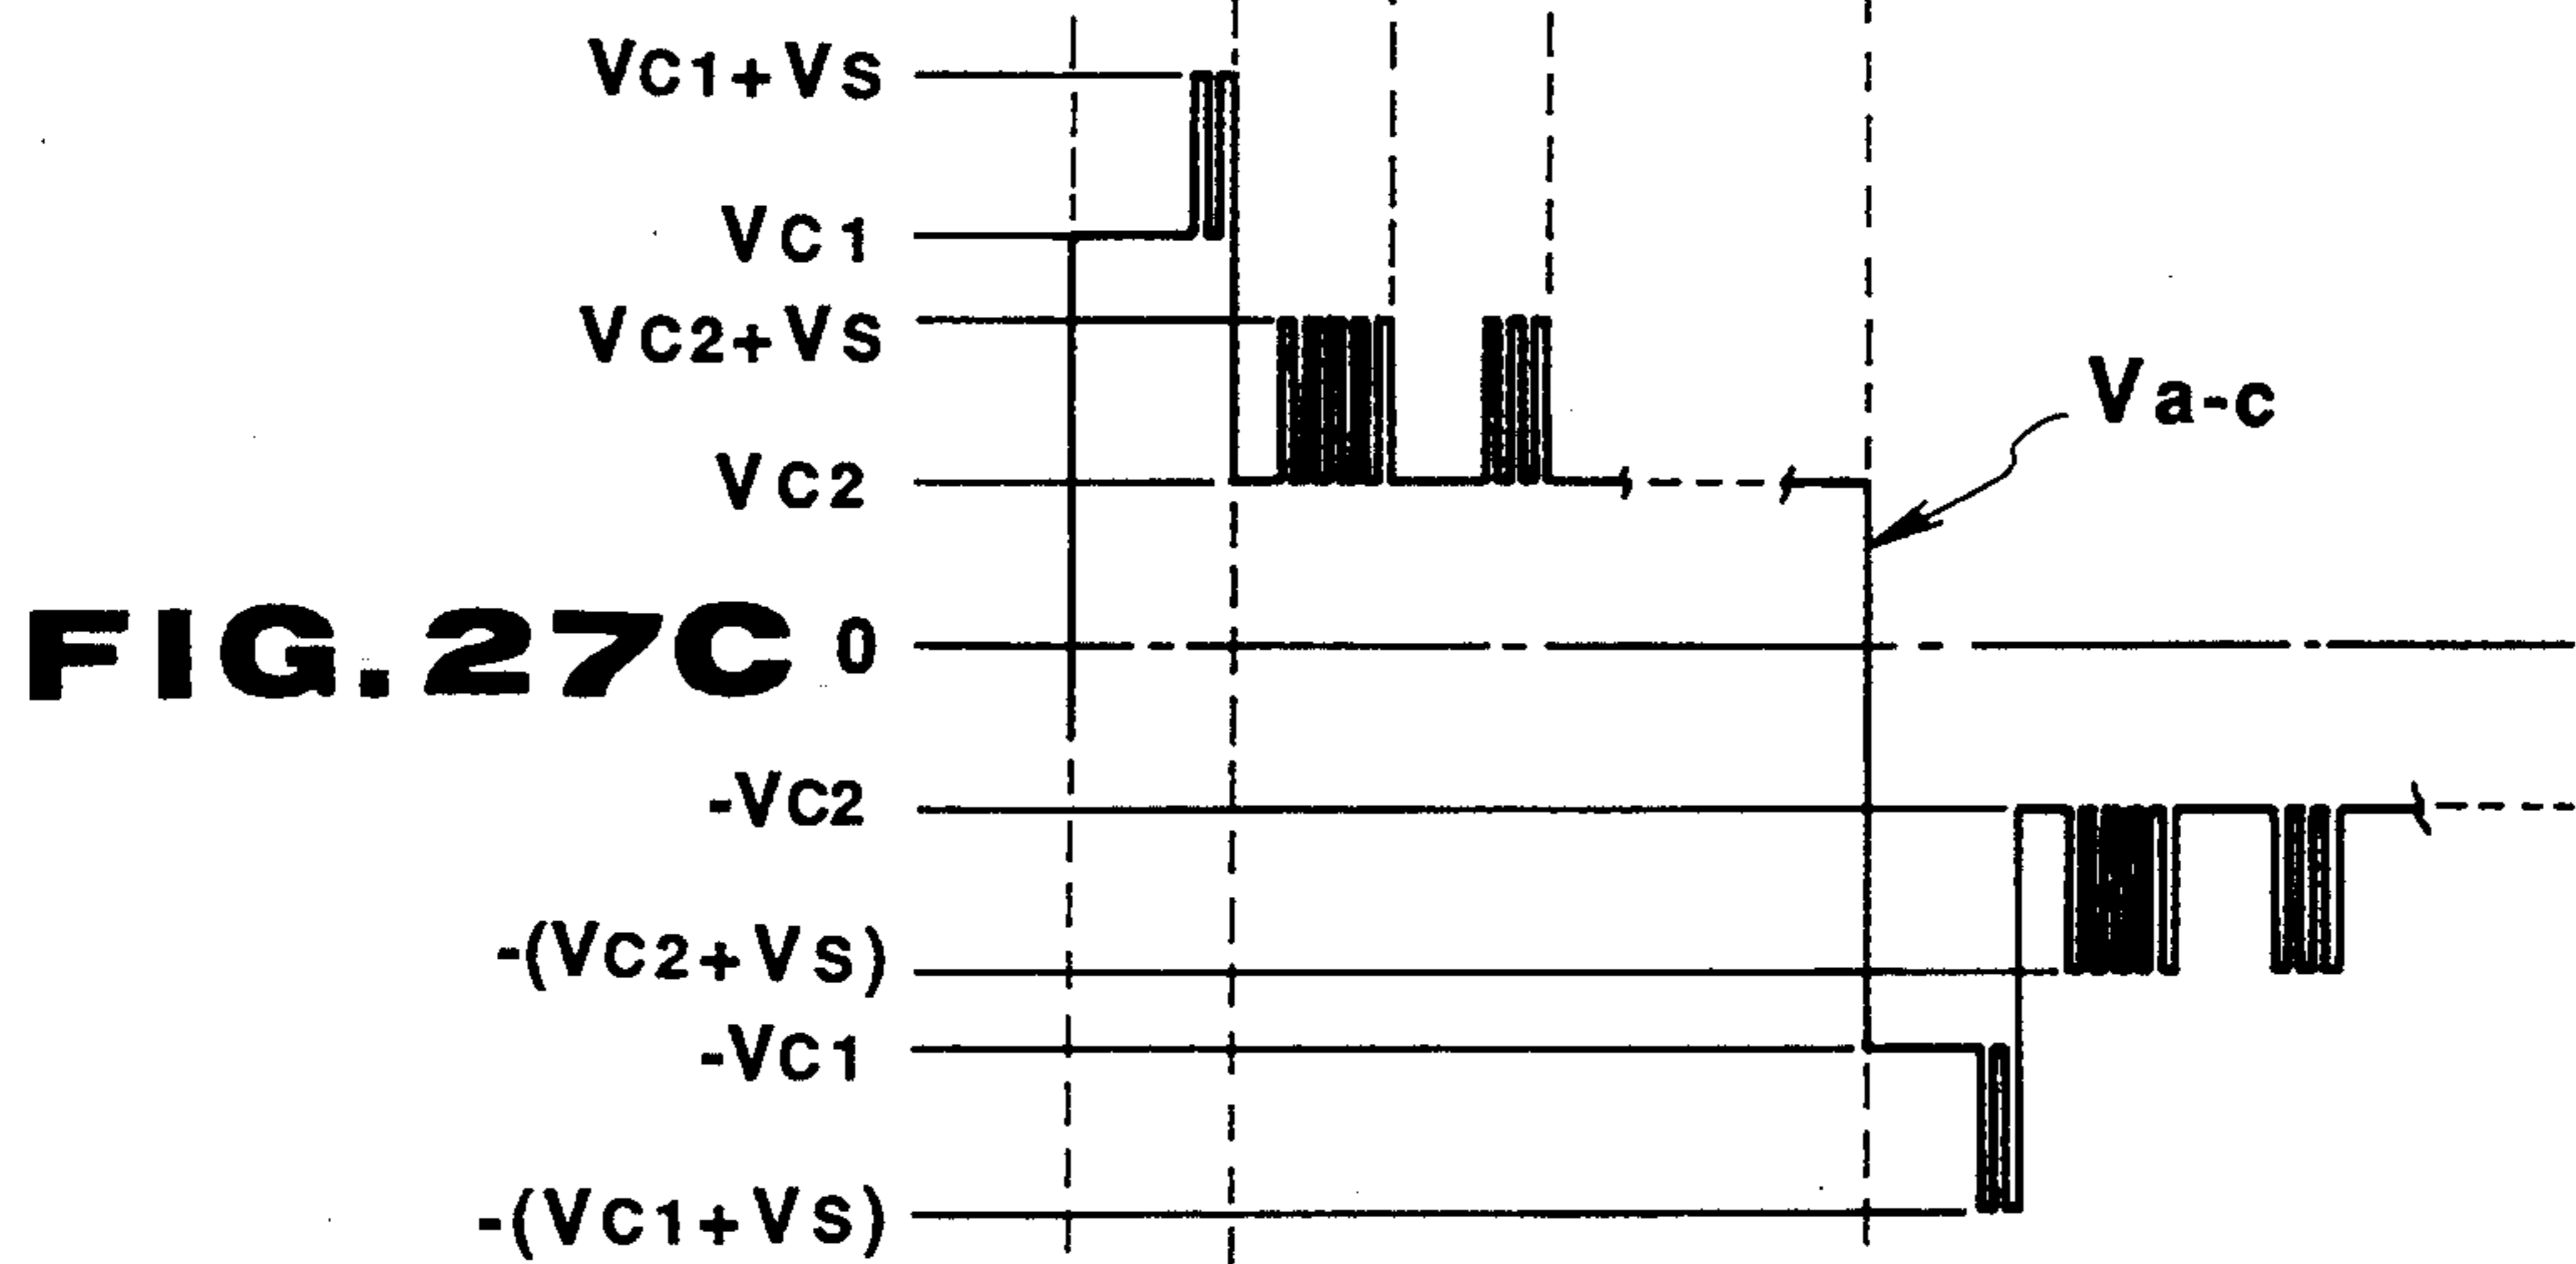 VC1+VS
VC1
VC2+VS
Va-c
VC2
FIG.27C 0
-VC2
-(VC2+VS)
-VC1
-(VC1+VS)